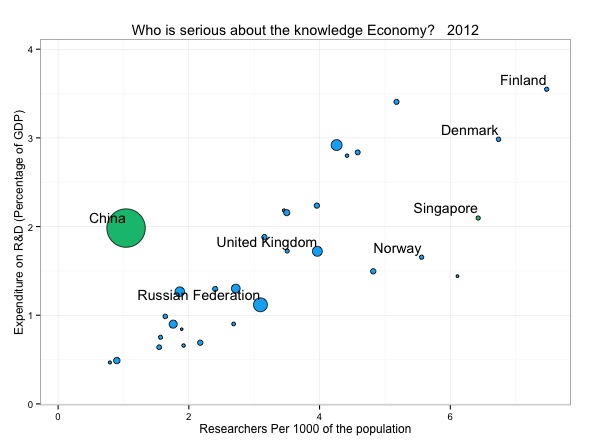 Who is serious about the knowledge Economy?   2012
4
Finland
Denmark
3
Singapore
China
2
United Kingdom
Norway
Russian Federation
1
0
Expenditure on R&D (Percentage of GDP)
0 2 4 6
Researchers Per 1000 of the population